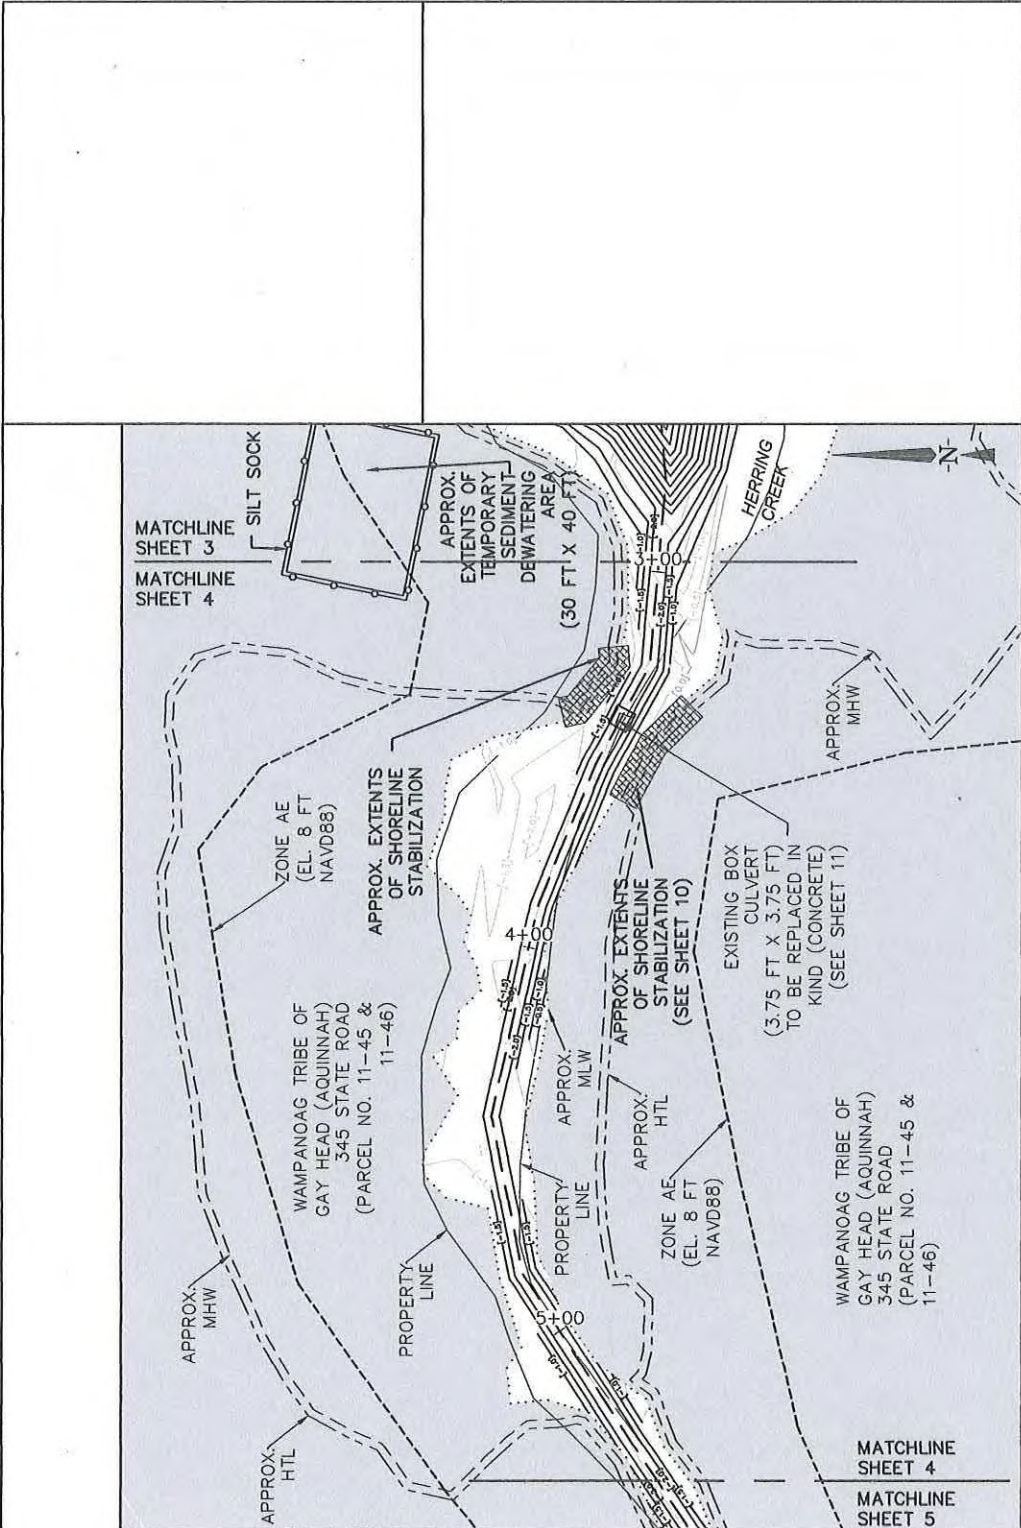 MATCHLINE
SHEET 3
MATCHLINE
SHEET 4
SILT SOCK
APPROX.
EXTENTS OF
TEMPORARY
SEDIMENT
DEWATERING
AREA
(30 FT X 40 FT)
HERRING
CREEK
-N-
3+00
APPROX.
MHW
ZONE AE
(EL. 8 FT
NAVD88)
APPROX. EXTENTS
OF SHORELINE
STABILIZATION
4+00
APPROX. EXTENTS
OF SHORELINE
STABILIZATION
(SEE SHEET 10)
EXISTING BOX
CULVERT
(3.75 FT X 3.75 FT)
TO BE REPLACED IN
KIND (CONCRETE)
(SEE SHEET 11)
WAMPANOAG TRIBE OF
GAY HEAD (AQUINNAH)
345 STATE ROAD
(PARCEL NO. 11-45 &
11-46)
APPROX.
MLW
APPROX.
HTL
PROPERTY
LINE
ZONE AE
(EL. 8 FT
NAVD88)
WAMPANOAG TRIBE OF
GAY HEAD (AQUINNAH)
345 STATE ROAD
(PARCEL NO. 11-45 &
11-46)
APPROX.
MHW
PROPERTY
LINE
5+00
APPROX.
HTL
MATCHLINE
SHEET 4
MATCHLINE
SHEET 5